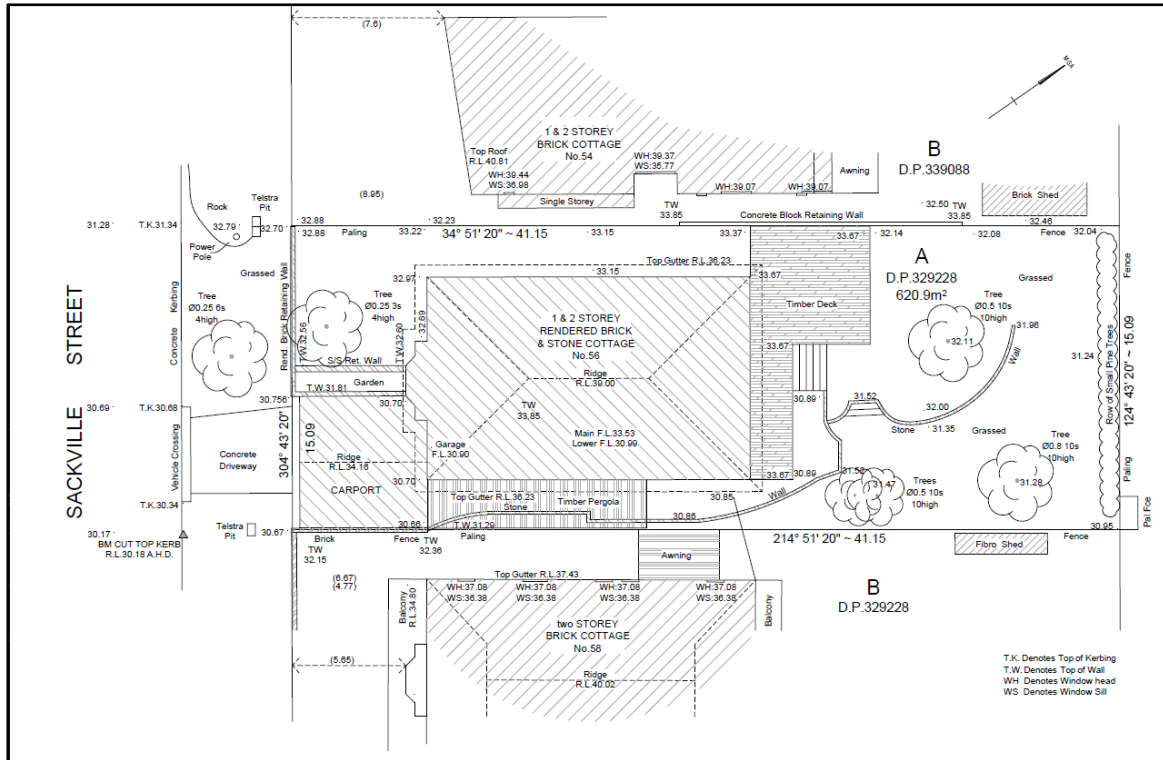 (7.6)
MGA
1 & 2 STOREY
BRICK COTTAGE
No.54
Top Roof
R.L.40.81
WH:39.44
WS:36.98
WH:39.37
WS:35.77
Awning
B
D.P.339088
(8.95)
Single Storey
WH:39.07
WH:39.07
Brick Shed
Rock
Telstra
Pit
TW
33.85
32.50
TW
33.85
Concrete Block Retaining Wall
31.28
T.K.31.34
32.79
32.70
32.88
32.23
32.46
32.88
Paling
33.22
34° 51' 20" ~ 41.15
33.15
33.37
33.67
32.14
32.08
Fence
32.04
Power
Pole
Top Gutter R.L.36.23
A
D.P.329228
620.9m²
Grassed
32.97
33.15
33.67
Grassed
Fence
Concrete Kerbing
Rend. Brick Retaining Wall
Tree
Ø0.25 6s
4high
Tree
Ø0.25 3s
4high
T.W.32.56
T.W.32.60
32.69
1 & 2 STOREY
RENDERED BRICK
& STONE COTTAGE
No.56
Timber Deck
Tree
Ø0.5 10s
10high
31.96
32.11
Wall
33.67
31.24
Row of Small Pine Trees
124° 43' 20" ~ 15.09
SACKVILLE STREET
S/S Ret. Wall
Garden
T.W.31.81
Ridge
R.L.39.00
30.756
30.70
30.89
31.52
32.00
31.35
Stone
30.69
T.K.30.68
TW
33.85
Vehicle Crossing
Concrete
Driveway
304° 43' 20"
15.09
Garage
F.L.30.90
Main F.L.33.53
Lower F.L.30.99
Grassed
Tree
Ø0.8 10s
10high
Ridge
R.L.34.16
CARPORT
30.70
33.67
30.89
31.52
31.47
Trees
Ø0.5 10s
10high
31.28
Paling
Pal Fce
T.K.30.34
Top Gutter R.L.36.23
Stone
Timber Pergola
30.85
Wall
30.17
BM CUT TOP KERB
R.L.30.18 A.H.D.
Telstra
Pit
30.67
30.66
T.W.31.29
30.86
30.95
Brick
Fence
TW
32.15
TW
32.36
Paling
214° 51' 20" ~ 41.15
Fence
Fibro Shed
Awning
(6.67)
(4.77)
Top Gutter R.L.37.43
Balcony
R.L.34.80
WH:37.08
WS:36.38
WH:37.08
WS:36.38
WH:37.08
WS:36.38
WH:37.08
WS:36.38
Balcony
B
D.P.329228
two STOREY
BRICK COTTAGE
No.58
(5.65)
Ridge
R.L.40.02
T.K. Denotes Top of Kerbing
T.W. Denotes Top of Wall
WH Denotes Window head
WS Denotes Window Sill